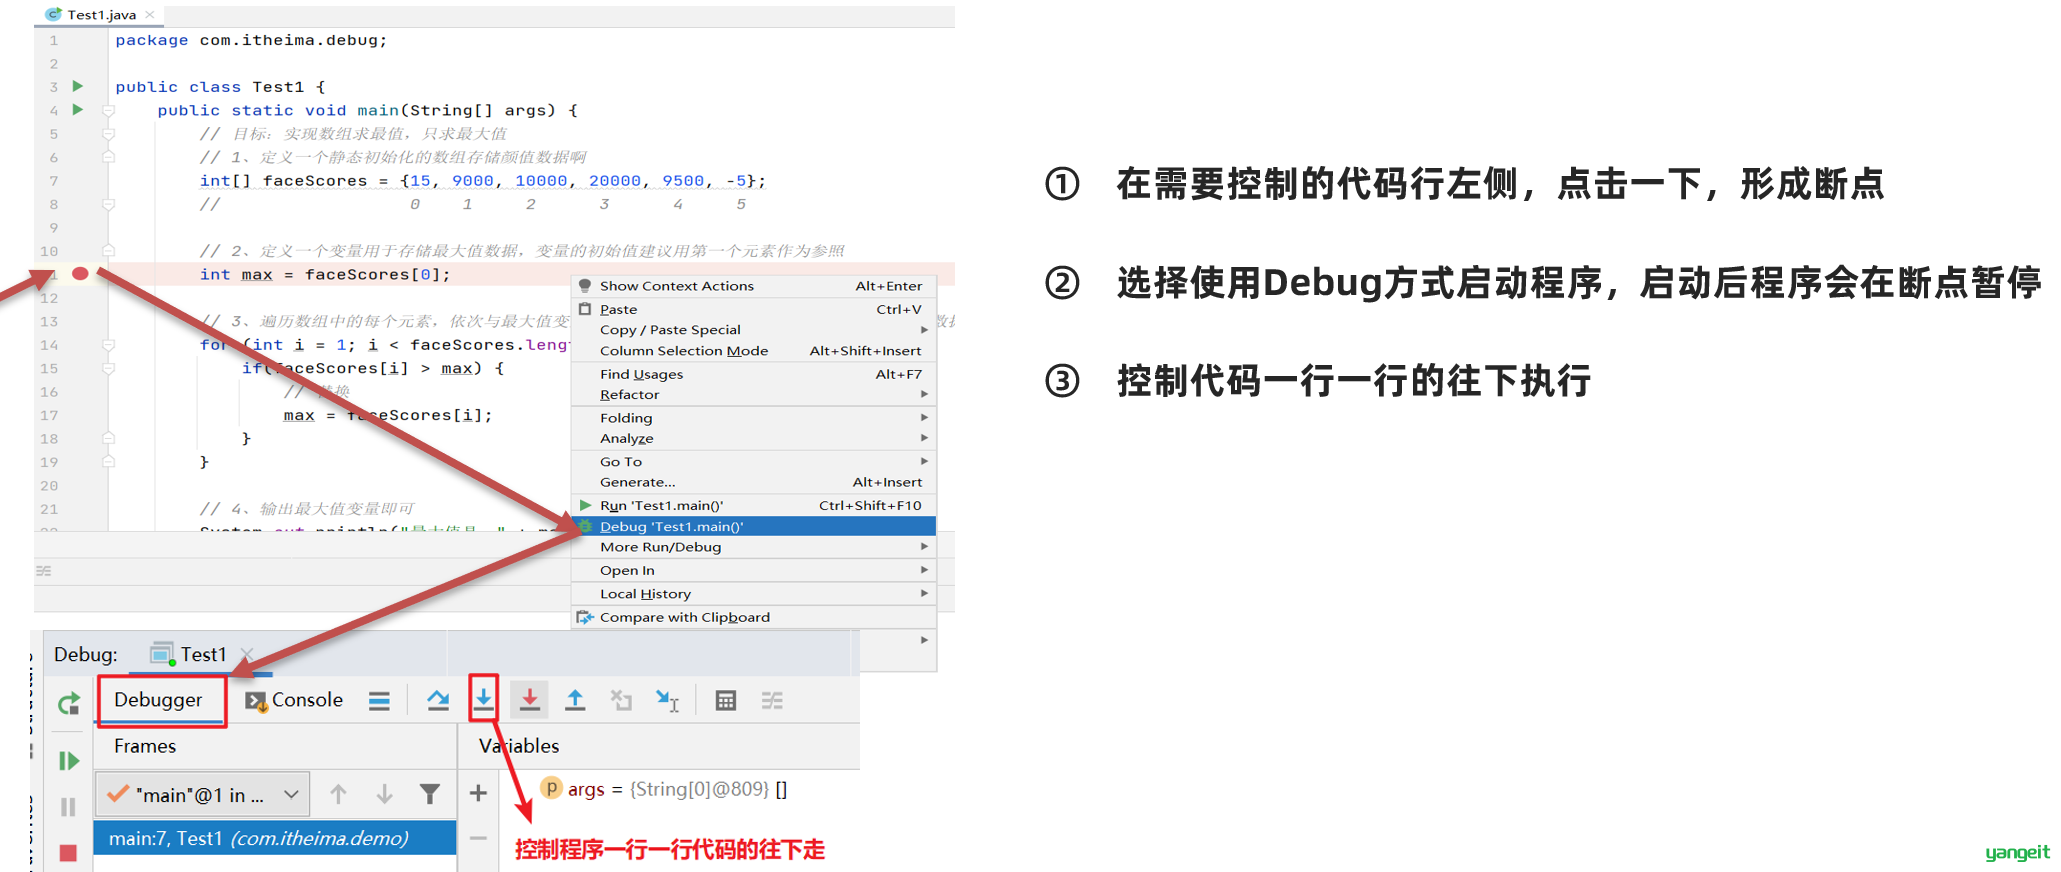 Test1.java
1 package com.itheima.debug;
2
3 public class Test1 {
4 public static void main(String[] args) {
5 // 目标：实现数组求最值，只求最大值
6 // 1、定义一个静态初始化的数组存储颜值数据啊
7 int[] faceScores = {15, 9000, 10000, 20000, 9500, -5};
8 // 0 1 2 3 4 5
9
10 // 2、定义一个变量用于存储最大值数据，变量的初始值建议用第一个元素作为参照
int max = faceScores[0];
12
13 // 3、遍历数组中的每个元素，依次与最大值变
14 for (int i = 1; i < faceScores.leng
15 if(faceScores[i] > max) {
16 // 替换
17 max = faceScores[i];
18 }
19 }
20
21 // 4、输出最大值变量即可
Show Context Actions Alt+Enter
Paste Ctrl+V
Copy / Paste Special
Column Selection Mode Alt+Shift+Insert
Find Usages Alt+F7
Refactor
Folding
Analyze
Go To
Generate... Alt+Insert
Run 'Test1.main()' Ctrl+Shift+F10
Debug 'Test1.main()'
More Run/Debug
Open In
Local History
Compare with Clipboard
Debug: Test1
Debugger Console
Frames Variables
"main"@1 in ...
p args = {String[0]@809} []
main:7, Test1 (com.itheima.demo)
控制程序一行一行代码的往下走
① 在需要控制的代码行左侧，点击一下，形成断点
② 选择使用Debug方式启动程序，启动后程序会在断点暂停
③ 控制代码一行一行的往下执行
yangeit